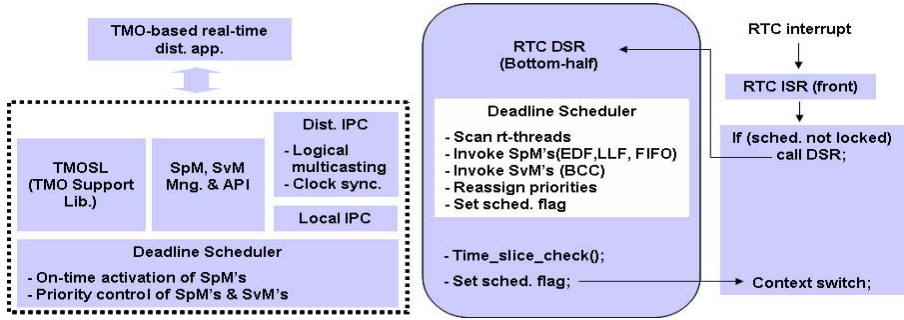 TMO-based real-time
dist. app.
TMOSL
(TMO Support
Lib.)
SpM, SvM
Mng. & API
Dist. IPC
- Logical
multicasting
- Clock sync.
Local IPC
Deadline Scheduler
- On-time activation of SpM's
- Priority control of SpM's & SvM's
RTC DSR
(Bottom-half)
Deadline Scheduler
- Scan rt-threads
- Invoke SpM's(EDF,LLF, FIFO)
- Invoke SvM's (BCC)
- Reassign priorities
- Set sched. flag
- Time_slice_check();
- Set sched. flag;
RTC interrupt
RTC ISR (front)
If (sched. not locked)
call DSR;
Context switch;